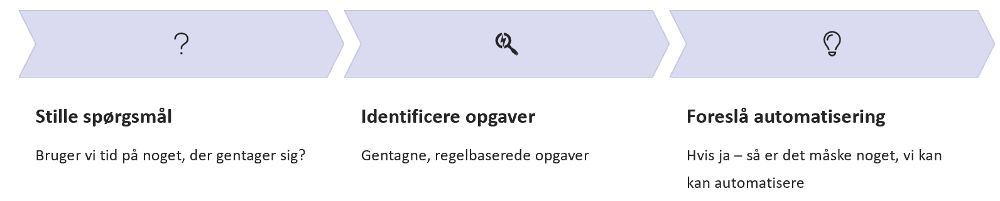 ?
Stille spørgsmål
Bruger vi tid på noget, der gentager sig?
Identificere opgaver
Gentagne, regelbaserede opgaver
Foreslå automatisering
Hvis ja – så er det måske noget, vi kan
kan automatisere